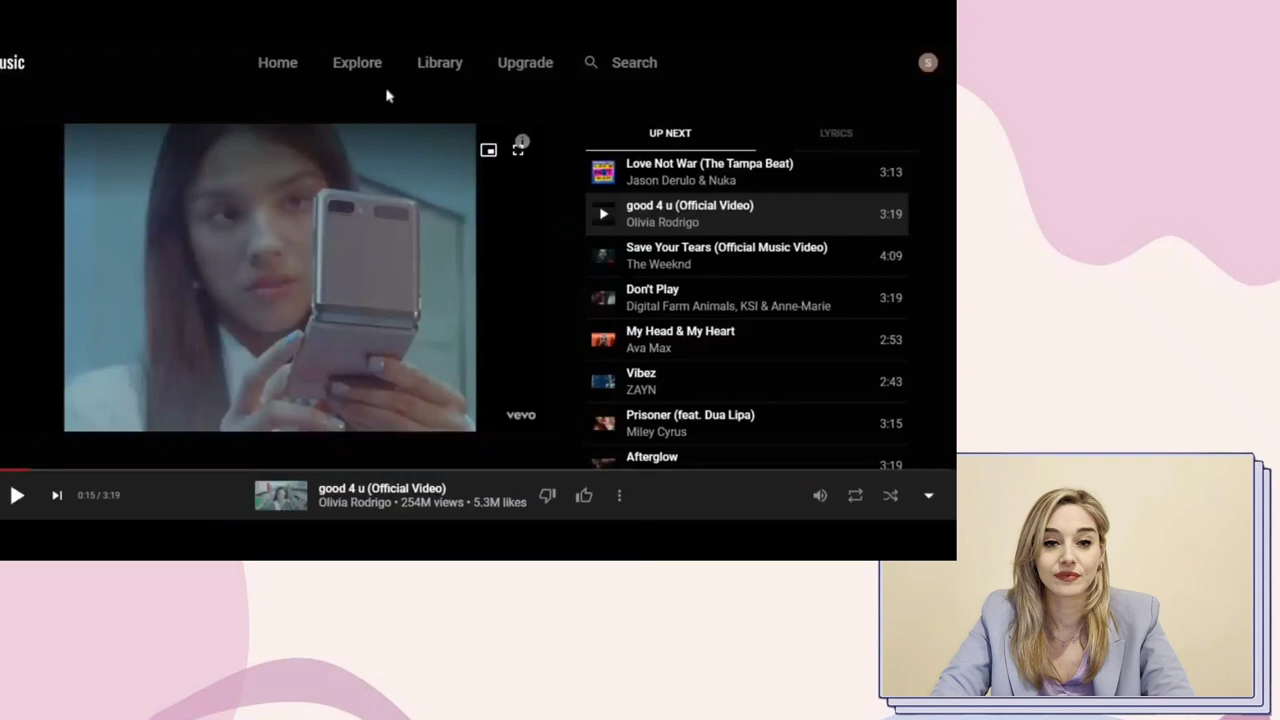 usic
Home Explore Library Upgrade Search S
UP NEXT LYRICS
Love Not War (The Tampa Beat)
Jason Derulo & Nuka
3:13
good 4 u (Official Video)
Olivia Rodrigo
3:19
Save Your Tears (Official Music Video)
The Weeknd
4:09
Don't Play
Digital Farm Animals, KSI & Anne-Marie
3:19
My Head & My Heart
Ava Max
2:53
Vibez
ZAYN
2:43
Prisoner (feat. Dua Lipa)
Miley Cyrus
3:15
Afterglow
3:19
vevo
0:15 / 3:19
good 4 u (Official Video)
Olivia Rodrigo • 254M views • 5.3M likes